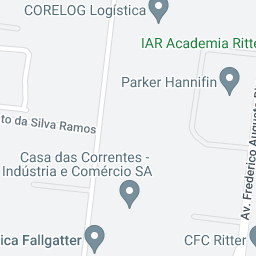 CORELOG Logística
IAR Academia Ritte
Parker Hannifin
to da Silva Ramos
Casa das Correntes -
Indústria e Comércio SA
Av. Frederico Augusto
ica Fallgatter
CFC Ritter